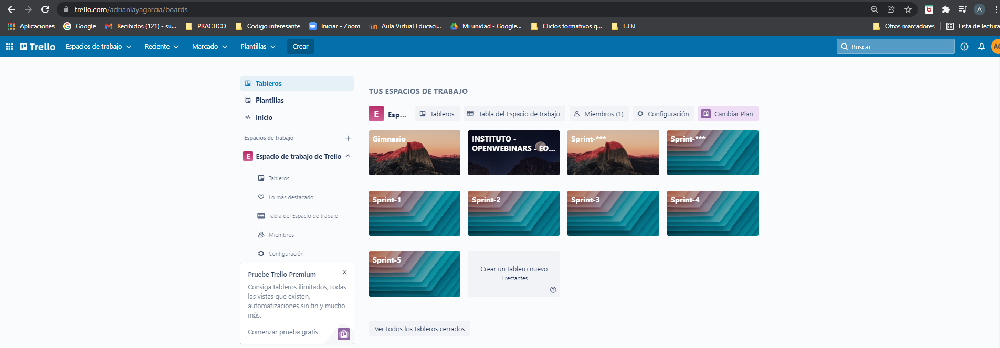 trello.com/adrianlayagarcia/boards
A
Aplicaciones
Google
Recibidos (121) - su...
PRACTICO
Codigo interesante
Iniciar - Zoom
Aula Virtual Educaci...
Mi unidad - Google...
Cliclos formativos q...
E.O.I
Otros marcadores
Lista de lectura
Trello
Espacios de trabajo
Reciente
Marcado
Plantillas
Crear
Buscar
Tableros
Plantillas
Inicio
Espacios de trabajo
E Espacio de trabajo de Trello
Tableros
Lo más destacado
Tabla del Espacio de trabajo
Miembros
Configuración
Pruebe Trello Premium
Consiga tableros ilimitados, todas
las vistas que existen,
automatizaciones sin fin y mucho
más.
Comenzar prueba gratis
TUS ESPACIOS DE TRABAJO
E Esp...
Tableros
Tabla del Espacio de trabajo
Miembros (1)
Configuración
Cambiar Plan
Gimnasio
INSTITUTO -
OPENWEBINARS - EO...
Sprint-***
Sprint-***
Sprint-1
Sprint-2
Sprint-3
Sprint-4
Sprint-5
Crear un tablero nuevo
1 restantes
Ver todos los tableros cerrados